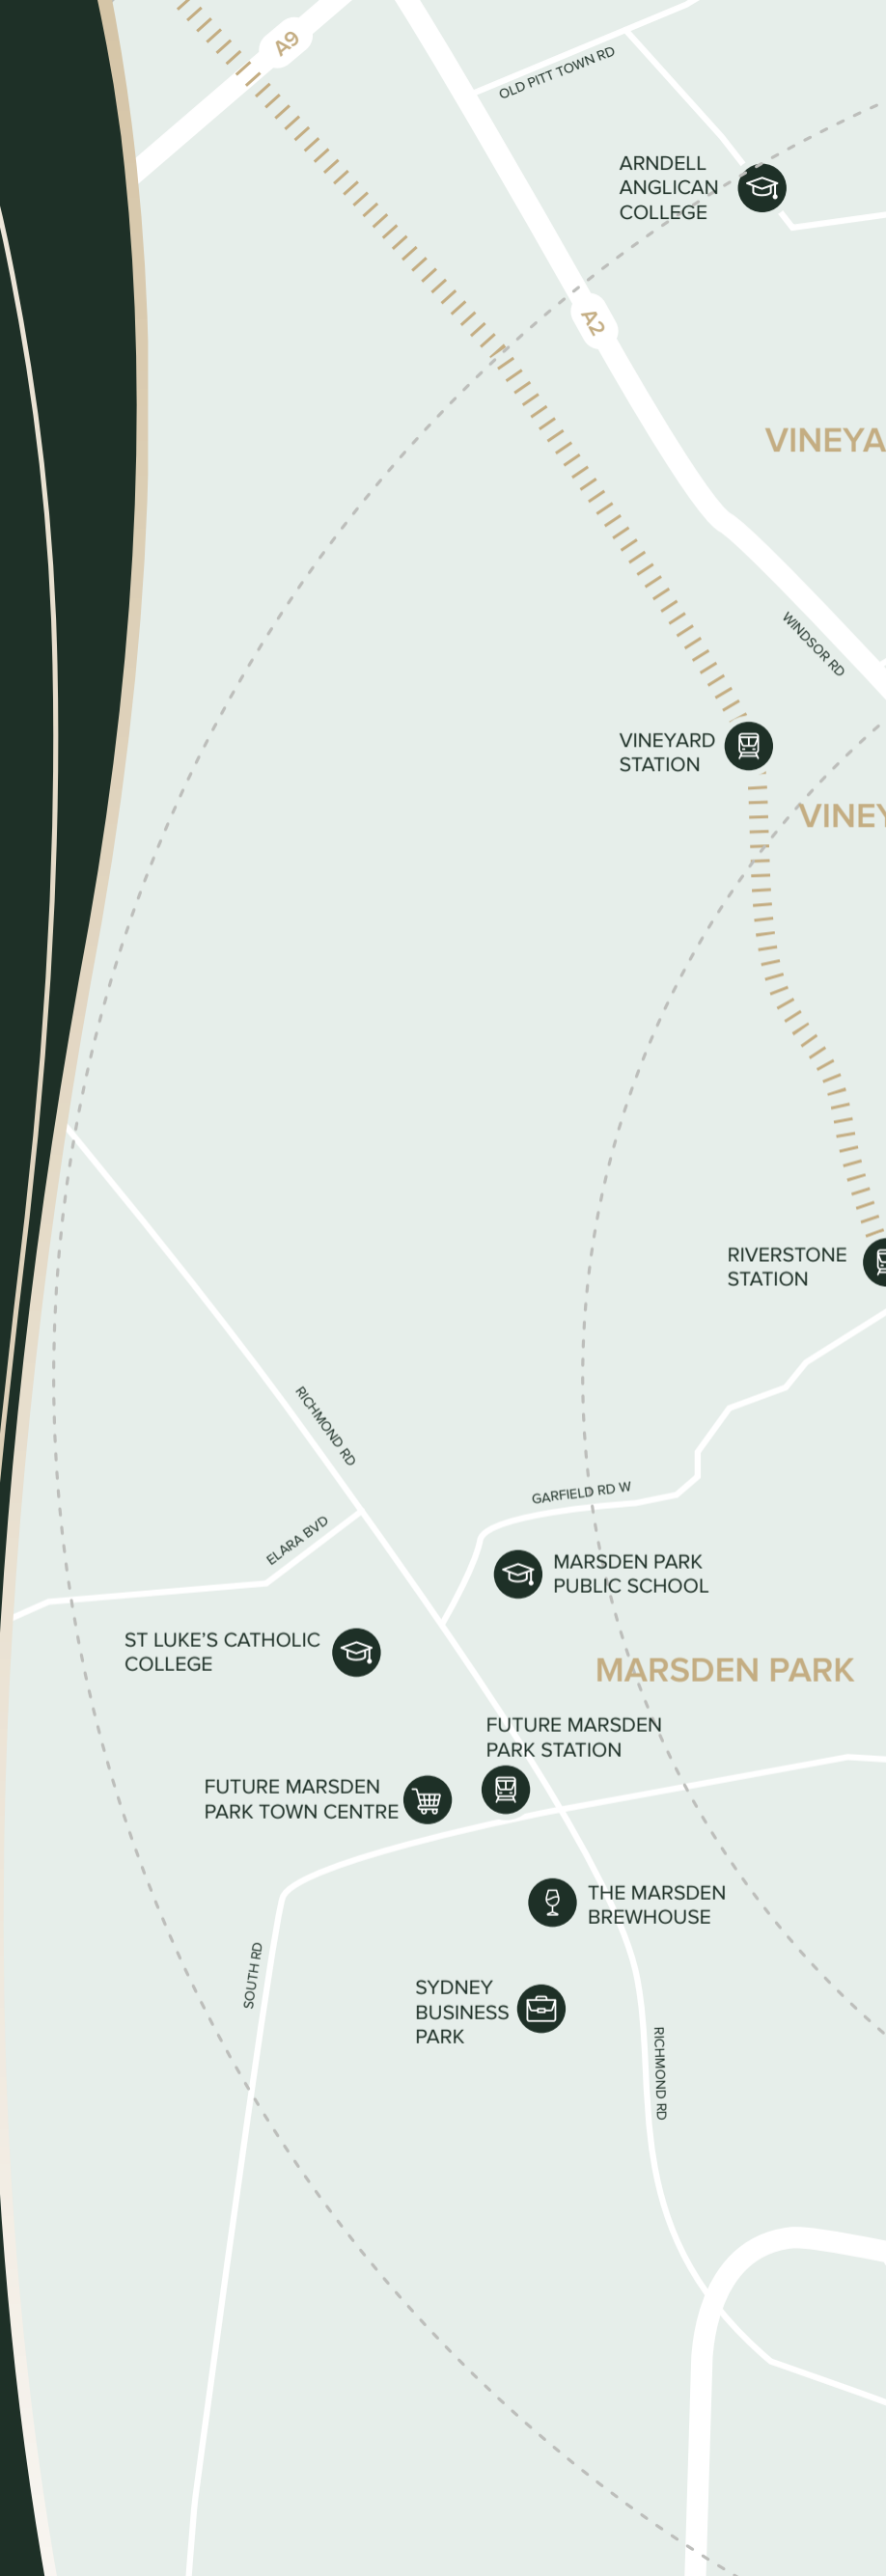 A9
OLD PITT TOWN RD
ARNDELL
ANGLICAN
COLLEGE
A2
VINEYA
WINDSOR RD
VINEYARD
STATION
VINEY
RIVERSTONE
STATION
RICHMOND RD
GARFIELD RD W
ELARA BVD
MARSDEN PARK
PUBLIC SCHOOL
ST LUKE'S CATHOLIC
COLLEGE
MARSDEN PARK
FUTURE MARSDEN
PARK STATION
FUTURE MARSDEN
PARK TOWN CENTRE
THE MARSDEN
BREWHOUSE
SOUTH RD
SYDNEY
BUSINESS
PARK
RICHMOND RD